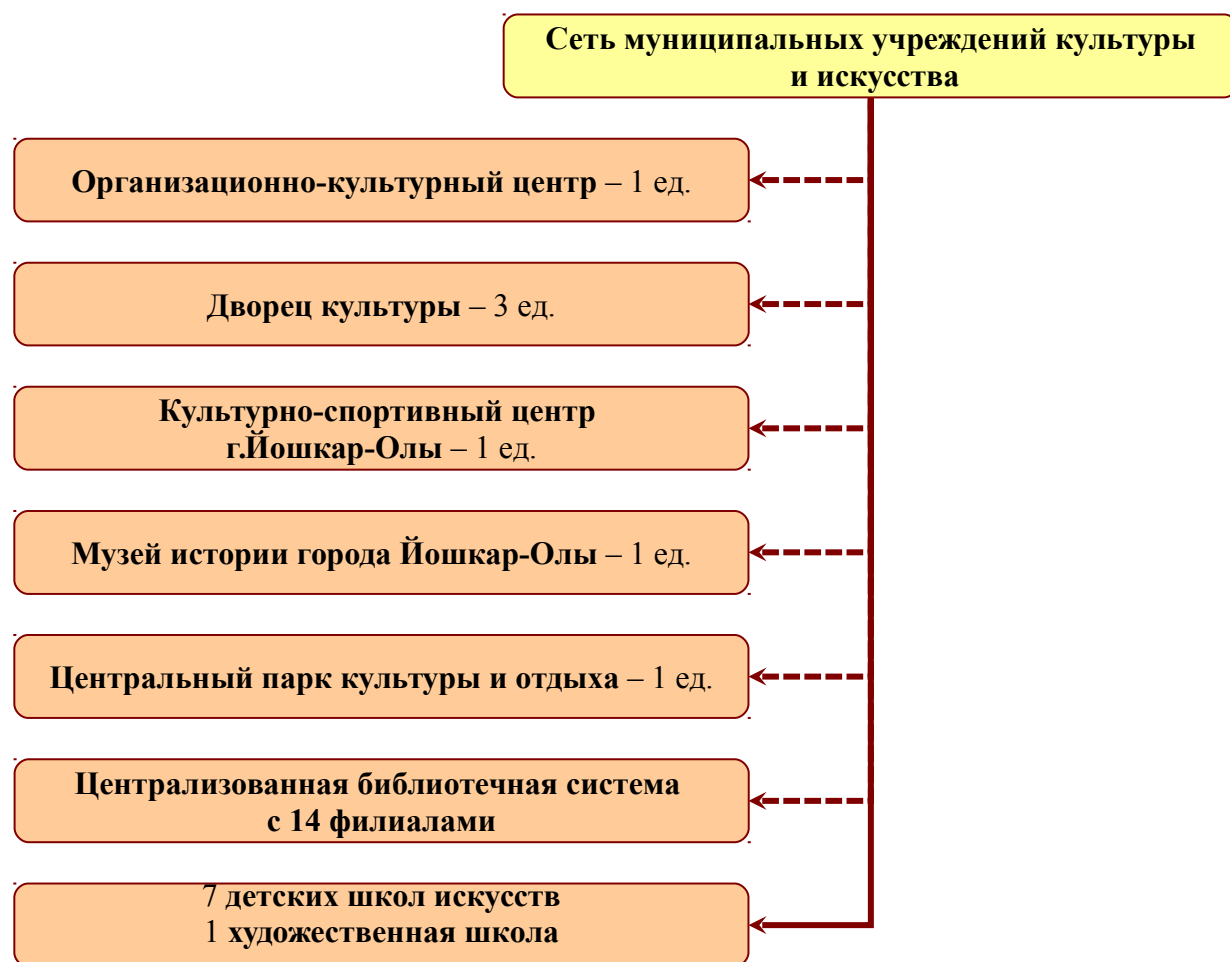 Сеть муниципальных учреждений культуры
и искусства
Организационно-культурный центр – 1 ед.
Дворец культуры – 3 ед.
Культурно-спортивный центр
г.Йошкар-Олы – 1 ед.
Музей истории города Йошкар-Олы – 1 ед.
Центральный парк культуры и отдыха – 1 ед.
Централизованная библиотечная система
с 14 филиалами
7 детских школ искусств
1 художественная школа